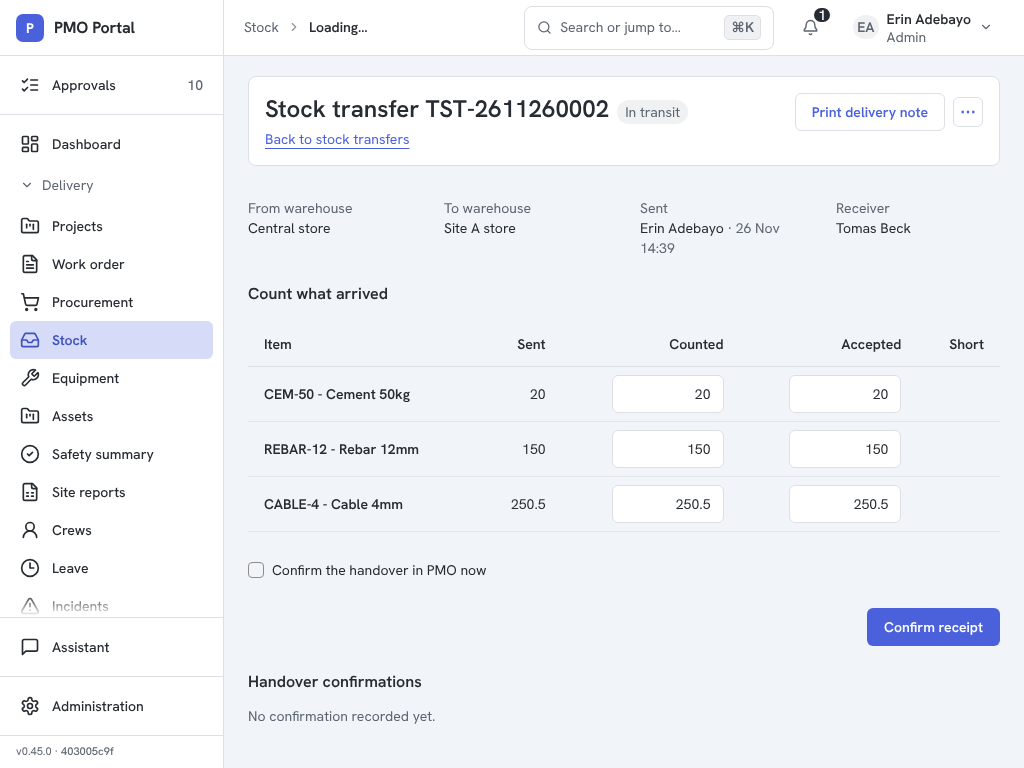 P PMO Portal
Stock > Loading...
Search or jump to... ⌘K
1
EA Erin Adebayo
Admin
Approvals 10
Dashboard
Delivery
Projects
Work order
Procurement
Stock
Equipment
Assets
Safety summary
Site reports
Crews
Leave
Incidents
Assistant
Administration
v0.45.0 · 403005c9f
Stock transfer TST-2611260002 In transit
Back to stock transfers
Print delivery note ...
From warehouse
Central store
To warehouse
Site A store
Sent
Erin Adebayo · 26 Nov
14:39
Receiver
Tomas Beck
Count what arrived
Item Sent Counted Accepted Short
CEM-50 - Cement 50kg 20 20 20
REBAR-12 - Rebar 12mm 150 150 150
CABLE-4 - Cable 4mm 250.5 250.5 250.5
Confirm the handover in PMO now
Confirm receipt
Handover confirmations
No confirmation recorded yet.